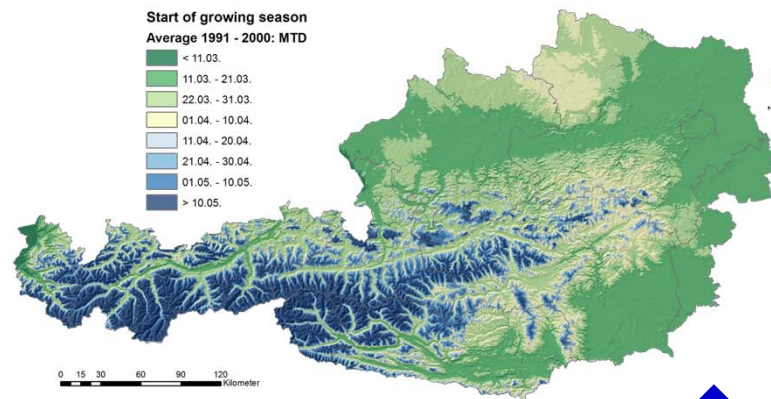 Start of growing season
Average 1991 - 2000: MTD
< 11.03.
11.03. - 21.03.
22.03. - 31.03.
01.04. - 10.04.
11.04. - 20.04.
21.04. - 30.04.
01.05. - 10.05.
> 10.05.
0 15 30 60 90 120
Kilometer